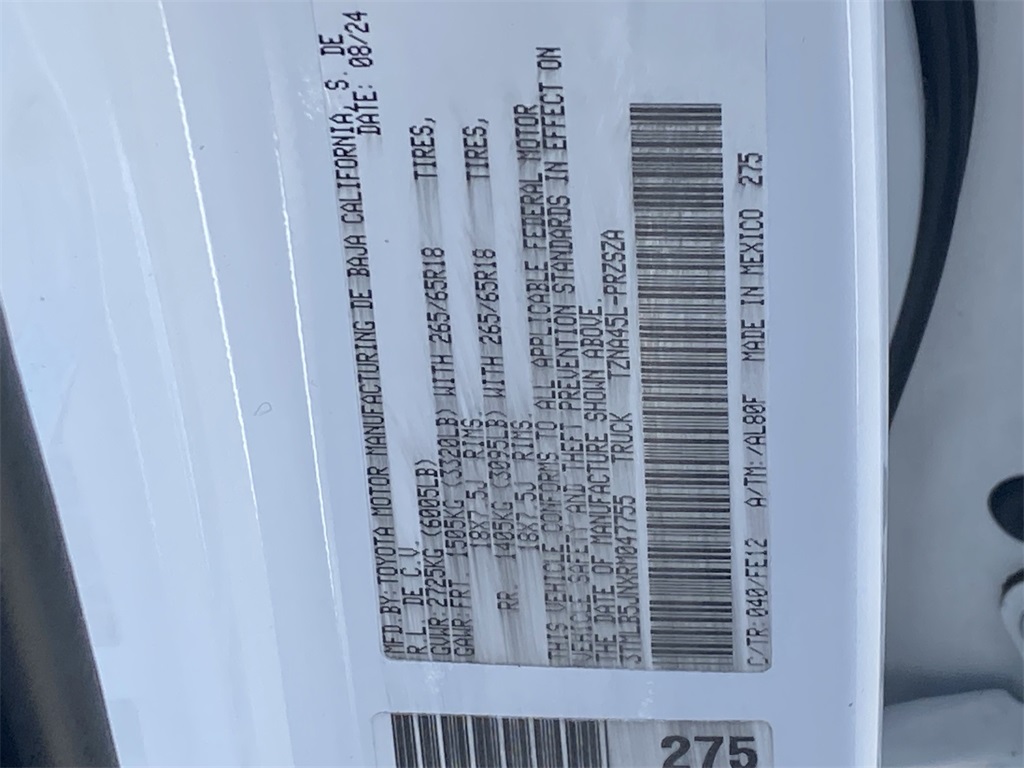 MFD.BY:TOYOTA MOTOR MANUFACTURING DE BAJA CALIFORNIA, S. DE
R.L. DE C.V. DATE: 08/24
GVWR:2725KG (6005LB)
GAWR:FRT. 1505KG (3320LB) WITH 265/65R18 TIRES,
18X7.5J RIMS.
RR. 1405KG (3095LB) WITH 265/65R18 TIRES,
18X7.5J RIMS.
THIS VEHICLE CONFORMS TO ALL APPLICABLE FEDERAL MOTOR
VEHICLE SAFETY AND THEFT PREVENTION STANDARDS IN EFFECT ON
THE DATE OF MANUFACTURE SHOWN ABOVE.
3TMLB5JNXRM047755 TRUCK TZNA45L-PRZSZA
C/TR:040/FE12 A/TM:/AL80F MADE IN MEXICO 275
275